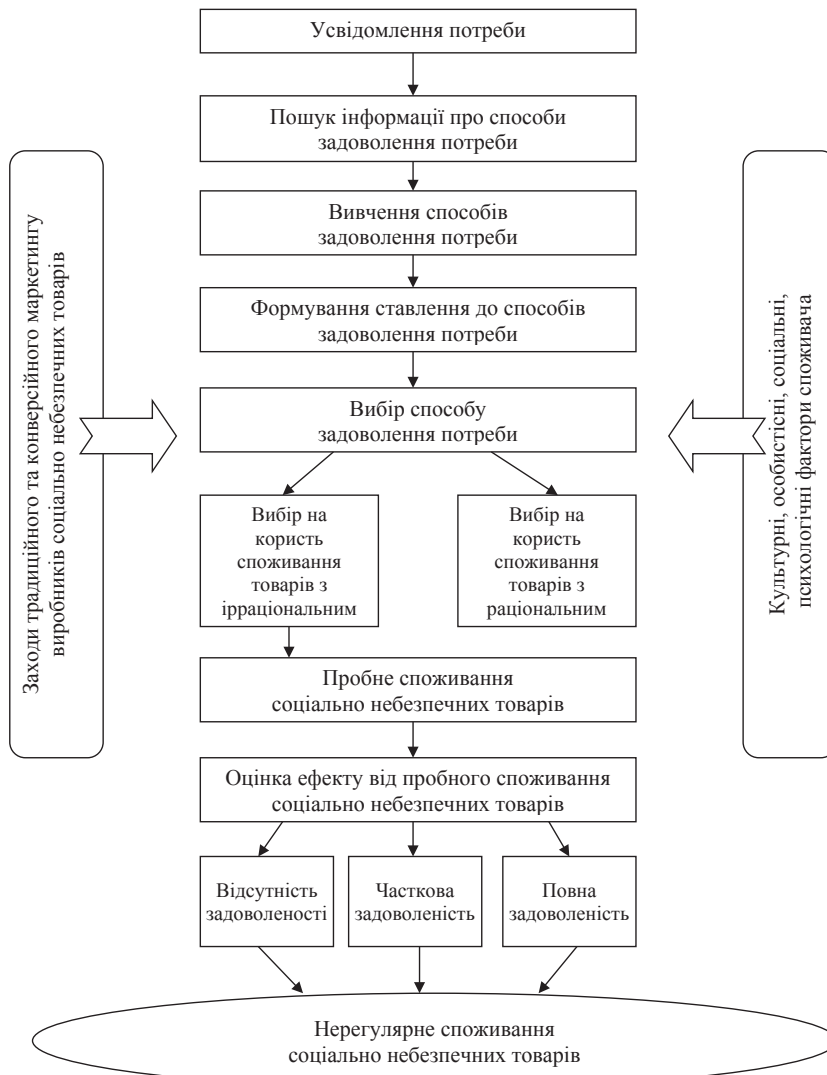 Усвідомлення потреби
Пошук інформації про способи
задоволення потреби
Вивчення способів
задоволення потреби
Формування ставлення до способів
задоволення потреби
Вибір способу
задоволення потреби
Заходи традиційного та конверсійного маркетингу
виробників соціально небезпечних товарів
Культурні, особистісні, соціальні,
психологічні фактори споживача
Вибір на
користь
споживання
товарів з
ірраціональним
Вибір на
користь
споживання
товарів з
раціональним
Пробне споживання
соціально небезпечних товарів
Оцінка ефекту від пробного споживання
соціально небезпечних товарів
Відсутність
задоволеності
Часткова
задоволеність
Повна
задоволеність
Нерегулярне споживання
соціально небезпечних товарів